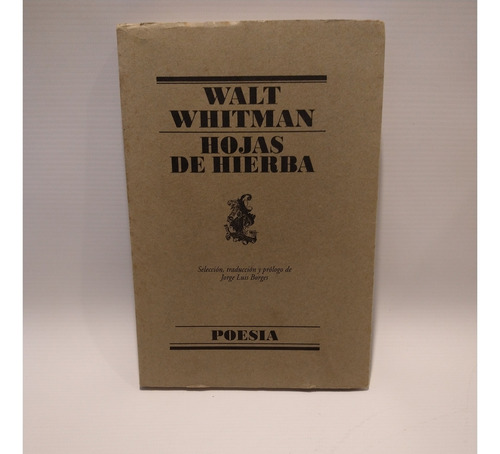 WALT
WHITMAN
HOJAS
DE HIERBA
Selección, traducción y prólogo de
Jorge Luis Borges
POESIA